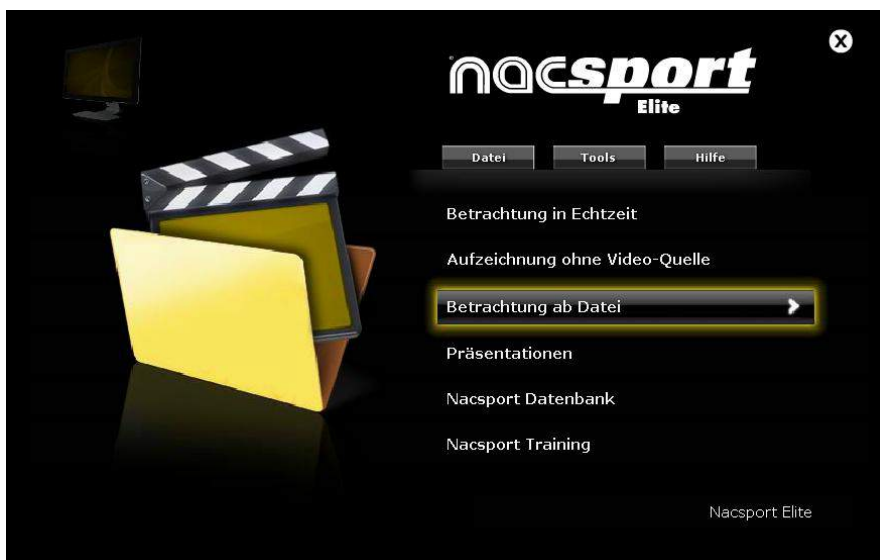 nacsport
Elite
Datei Tools Hilfe
Betrachtung in Echtzeit
Aufzeichnung ohne Video-Quelle
Betrachtung ab Datei
Präsentationen
Nacsport Datenbank
Nacsport Training
Nacsport Elite